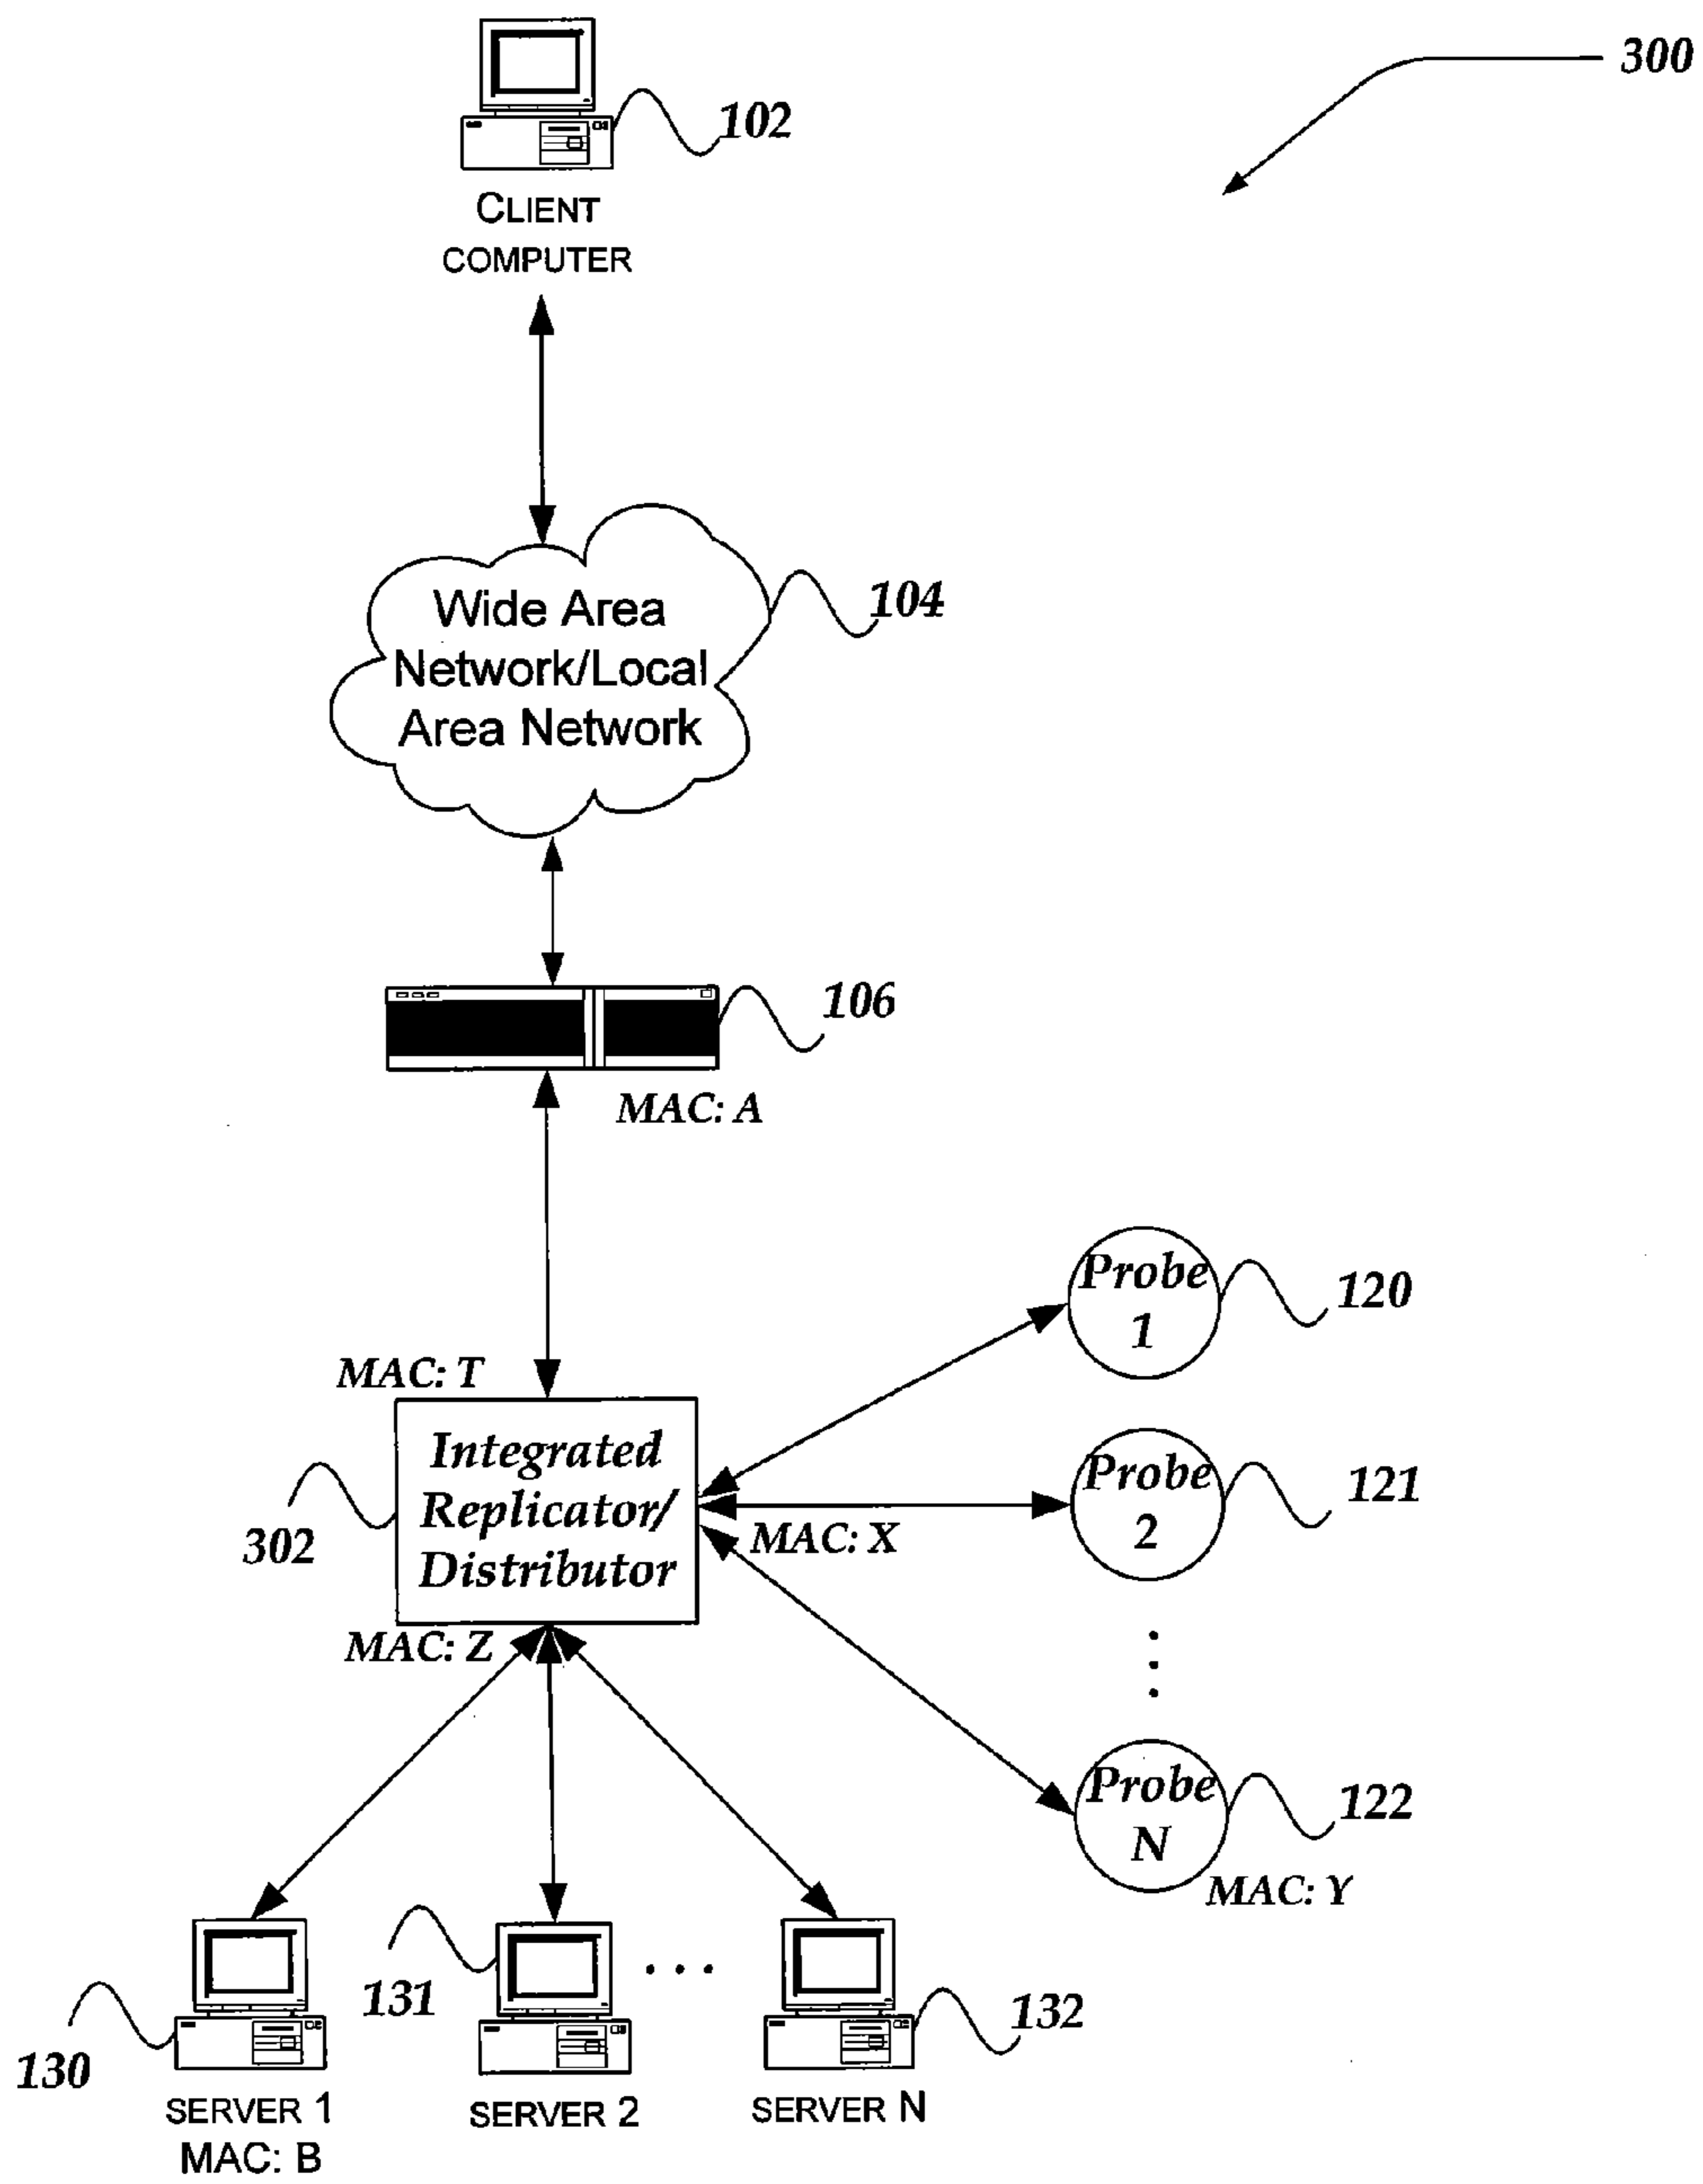 300
102
CLIENT
COMPUTER
Wide Area
Network/Local
Area Network
104
106
MAC: A
Probe
1
120
MAC: T
Integrated
Replicator/
Distributor
302
MAC: X
Probe
2
121
MAC: Z
Probe
N
122
MAC: Y
130
131
132
SERVER 1
MAC: B
SERVER 2
SERVER N